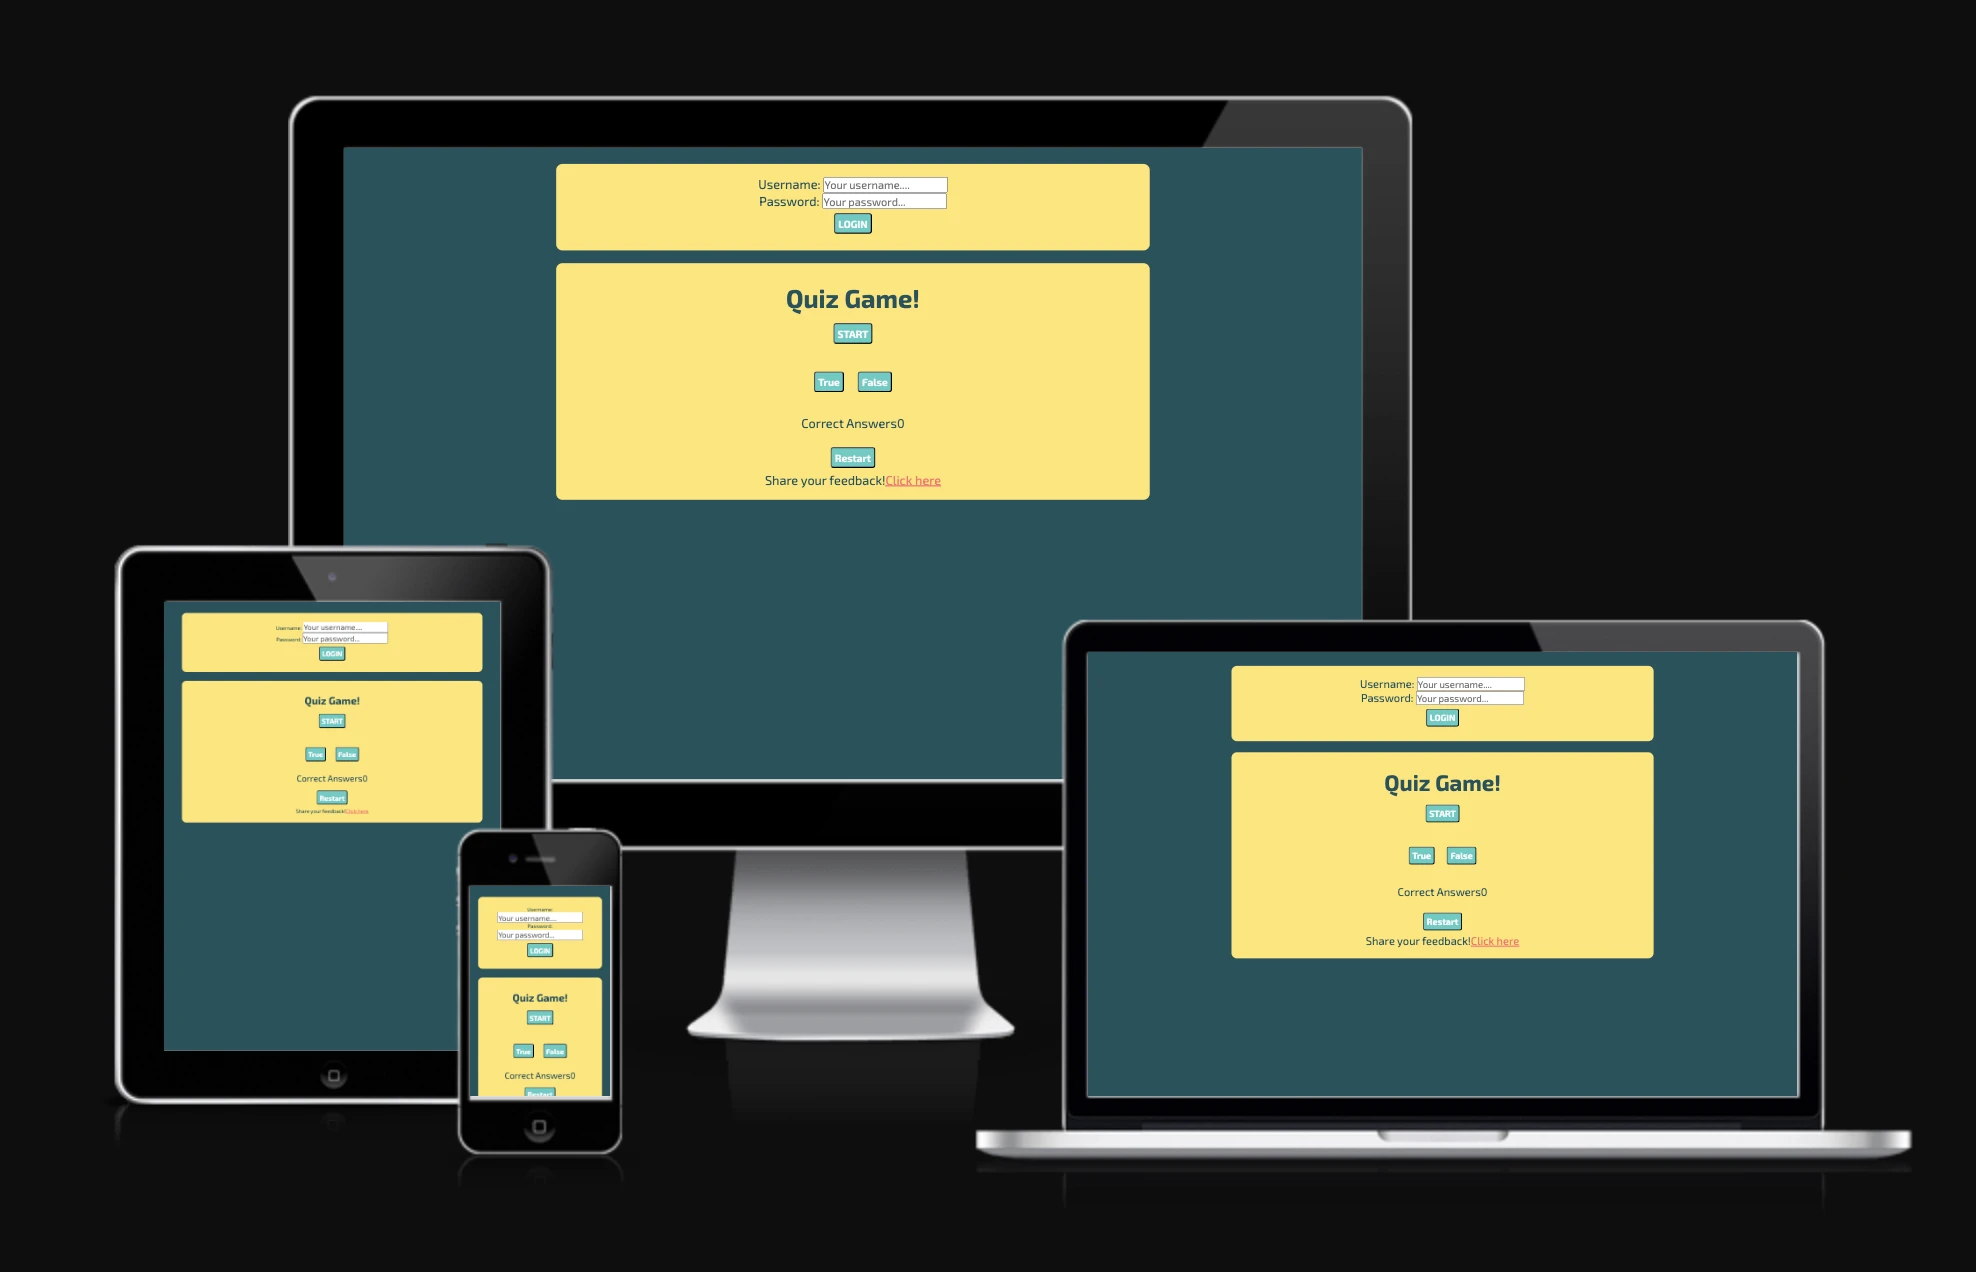 Username: Your username....
Password: Your password...
LOGIN
Quiz Game!
START
True False
Correct Answers0
Restart
Share your feedback!Click here
Username: Your username....
Password: Your password...
LOGIN
Quiz Game!
START
True False
Correct Answers0
Restart
Share your feedback!Click here
Username:
Your username....
Password:
Your password...
LOGIN
Quiz Game!
START
True False
Correct Answers0
Restart
Username: Your username....
Password: Your password...
LOGIN
Quiz Game!
START
True False
Correct Answers0
Restart
Share your feedback!Click here